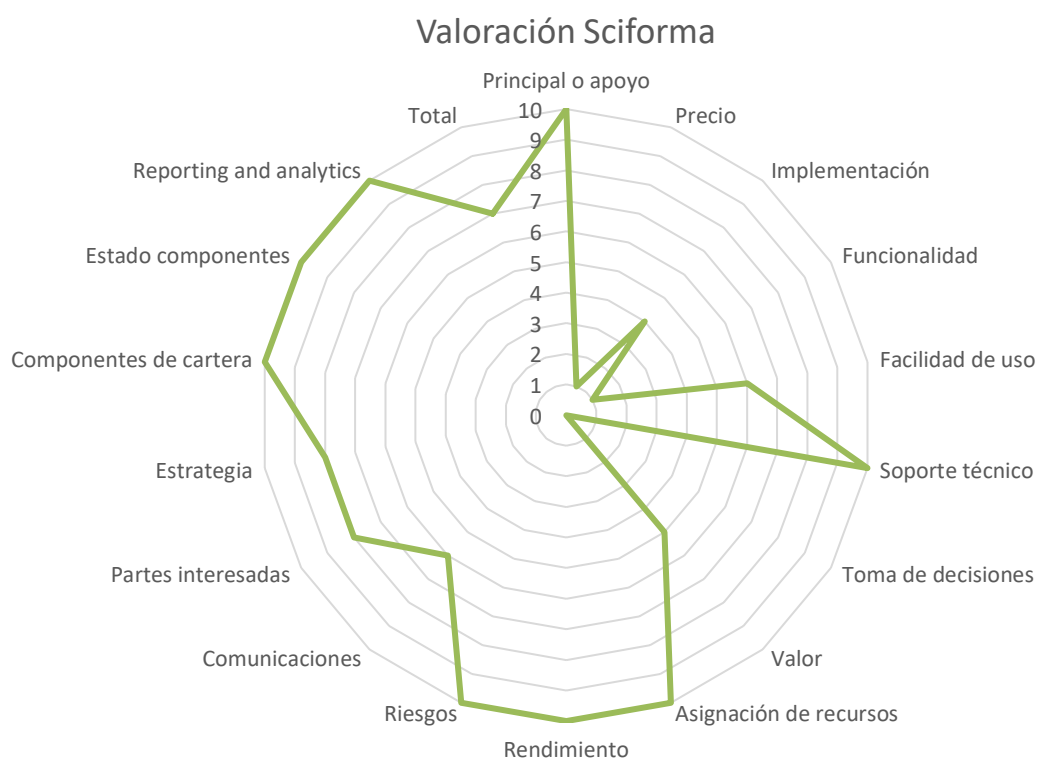 Valoración Sciforma
Principal o apoyo
Precio
Implementación
Funcionalidad
Facilidad de uso
Soporte técnico
Toma de decisiones
Valor
Asignación de recursos
Rendimiento
Riesgos
Comunicaciones
Partes interesadas
Estrategia
Componentes de cartera
Estado componentes
Reporting and analytics
Total
10
9
8
7
6
5
4
3
2
1
0